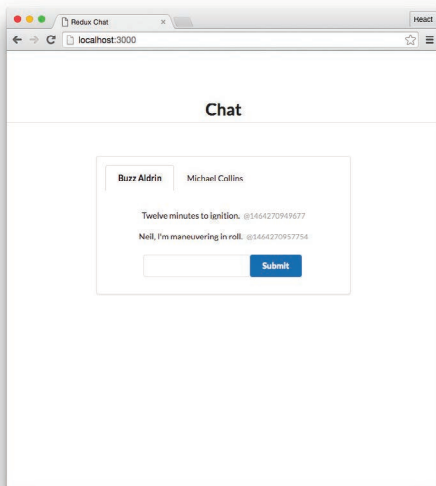 Redux Chat
React
localhost:3000
Chat
Buzz Aldrin Michael Collins
Twelve minutes to ignition. @1464270949677
Neil, I'm maneuvering in roll. @1464270957754
Submit